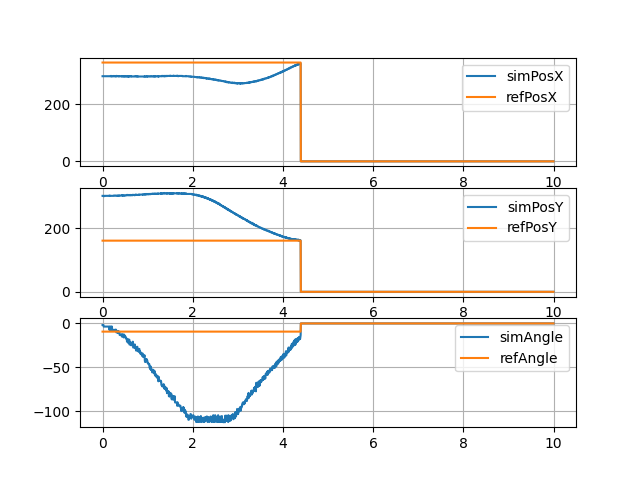 simPosX
refPosX
200
0
0 2 4 6 8 10
simPosY
refPosY
200
0
0 2 4 6 8 10
simAngle
refAngle
0
−50
−100
0 2 4 6 8 10